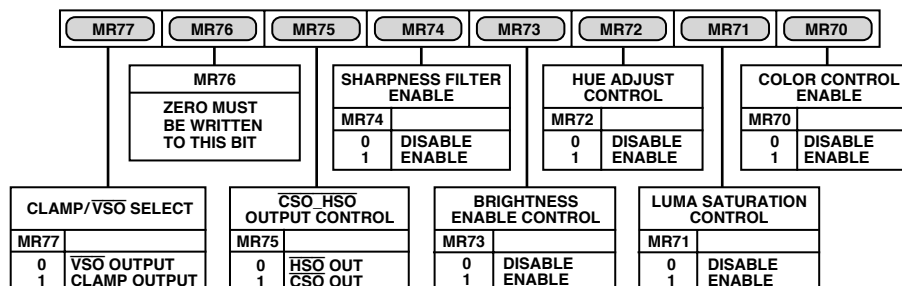 MR77 MR76 MR75 MR74 MR73 MR72 MR71 MR70
MR76
ZERO MUST
BE WRITTEN
TO THIS BIT
SHARPNESS FILTER
ENABLE
MR74
0 DISABLE
1 ENABLE
HUE ADJUST
CONTROL
MR72
0 DISABLE
1 ENABLE
COLOR CONTROL
ENABLE
MR70
0 DISABLE
1 ENABLE
CLAMP/VSO SELECT
MR77
0 VSO OUTPUT
1 CLAMP OUTPUT
CSO_HSO
OUTPUT CONTROL
MR75
0 HSO OUT
1 CSO OUT
BRIGHTNESS
ENABLE CONTROL
MR73
0 DISABLE
1 ENABLE
LUMA SATURATION
CONTROL
MR71
0 DISABLE
1 ENABLE